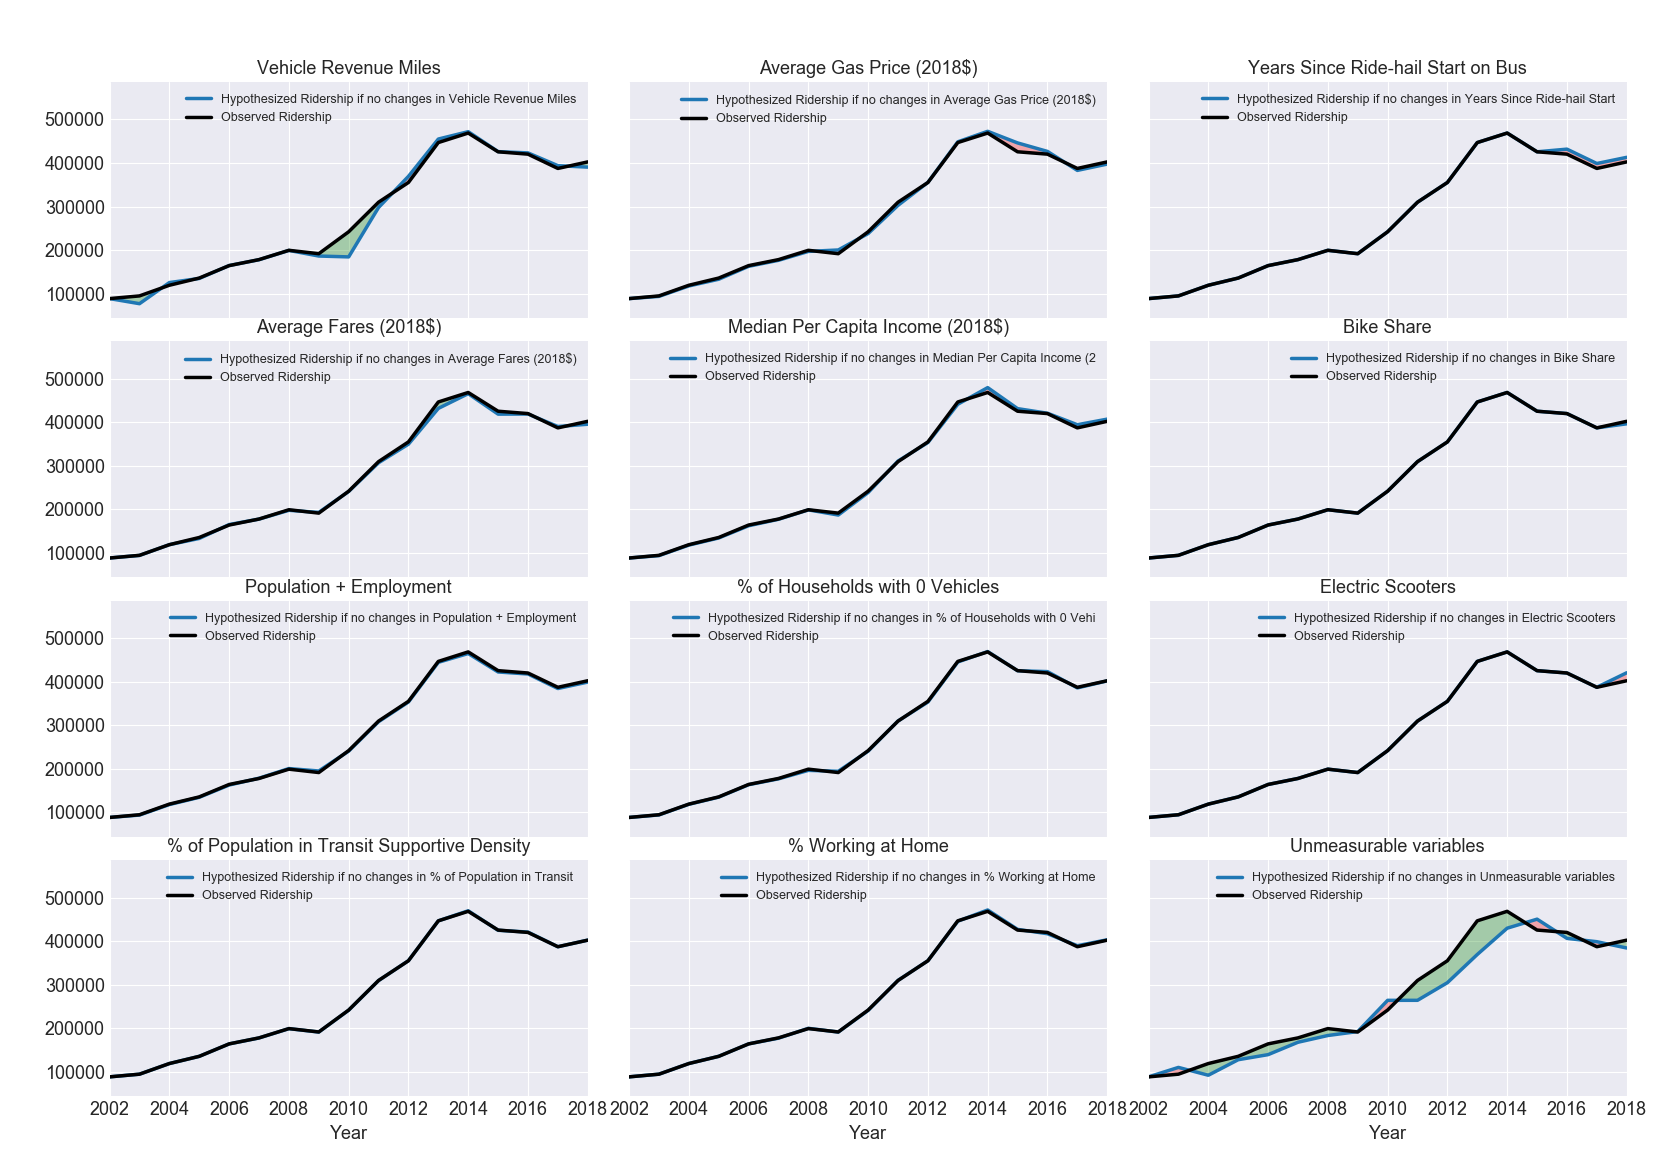 Vehicle Revenue Miles
Hypothesized Ridership if no changes in Vehicle Revenue Miles
Observed Ridership
500000
400000
300000
200000
100000
Average Gas Price (2018$)
Hypothesized Ridership if no changes in Average Gas Price (2018$)
Observed Ridership
Years Since Ride-hail Start on Bus
Hypothesized Ridership if no changes in Years Since Ride-hail Start
Observed Ridership
Average Fares (2018$)
Hypothesized Ridership if no changes in Average Fares (2018$)
Observed Ridership
500000
400000
300000
200000
100000
Median Per Capita Income (2018$)
Hypothesized Ridership if no changes in Median Per Capita Income (2
Observed Ridership
Bike Share
Hypothesized Ridership if no changes in Bike Share
Observed Ridership
Population + Employment
Hypothesized Ridership if no changes in Population + Employment
Observed Ridership
500000
400000
300000
200000
100000
% of Households with 0 Vehicles
Hypothesized Ridership if no changes in % of Households with 0 Vehi
Observed Ridership
Electric Scooters
Hypothesized Ridership if no changes in Electric Scooters
Observed Ridership
% of Population in Transit Supportive Density
Hypothesized Ridership if no changes in % of Population in Transit
Observed Ridership
500000
400000
300000
200000
100000
2002 2004 2006 2008 2010 2012 2014 2016 2018
Year
% Working at Home
Hypothesized Ridership if no changes in % Working at Home
Observed Ridership
2002 2004 2006 2008 2010 2012 2014 2016 2018
Year
Unmeasurable variables
Hypothesized Ridership if no changes in Unmeasurable variables
Observed Ridership
2002 2004 2006 2008 2010 2012 2014 2016 2018
Year